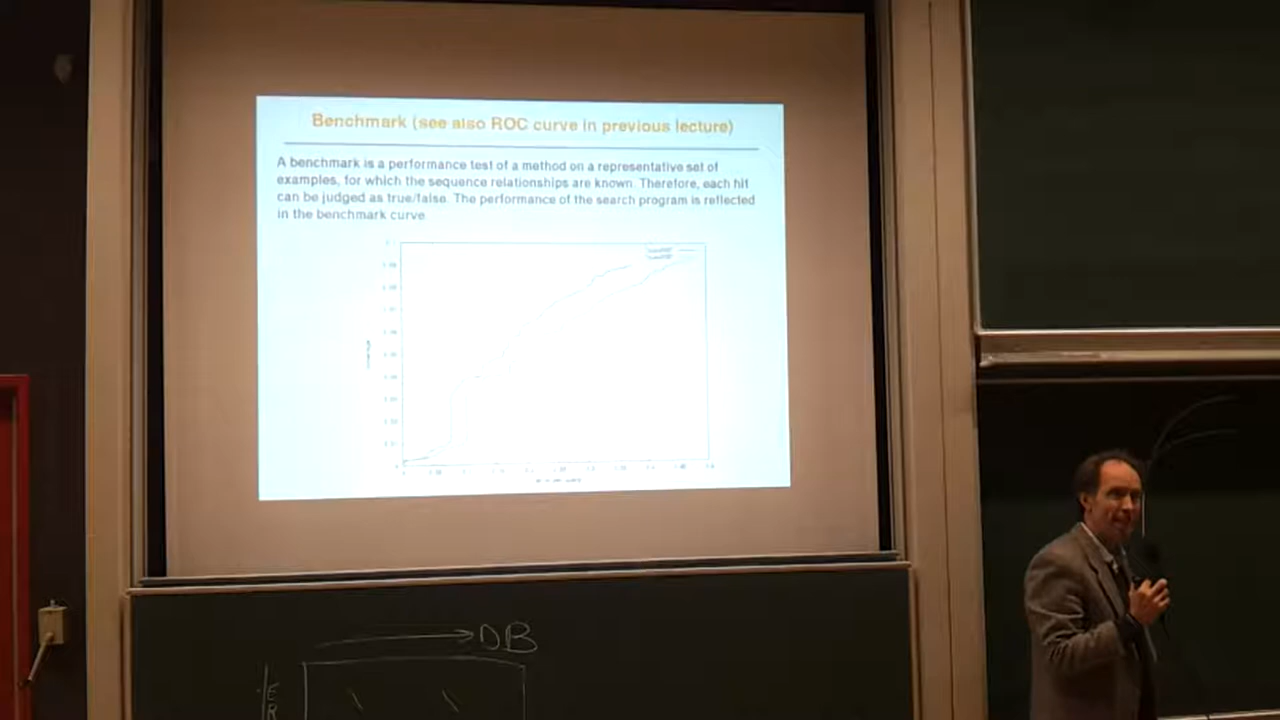 Benchmark (see also ROC curve in previous lecture)
A benchmark is a performance test of a method on a representative set of
examples, for which the sequence relationships are known. Therefore, each hit
can be judged as true/false. The performance of the search program is reflected
in the benchmark curve
DB